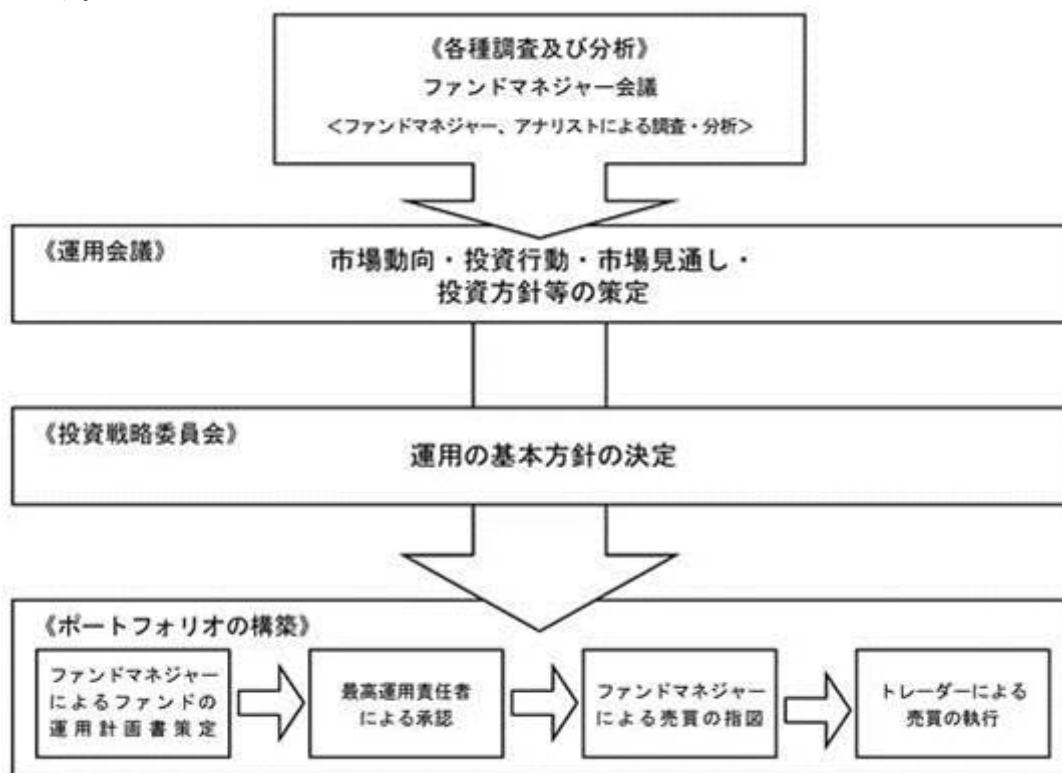 《各種調査及び分析》
ファンドマネジャー会議
<ファンドマネジャー、アナリストによる調査・分析>
《運用会議》
市場動向・投資行動・市場見通し・
投資方針等の策定
《投資戦略委員会》
運用の基本方針の決定
《ポートフォリオの構築》
ファンドマネジャー
によるファンドの
運用計画書策定
最高運用責任者
による承認
ファンドマネジャー
による売買の指図
トレーダーによる
売買の執行